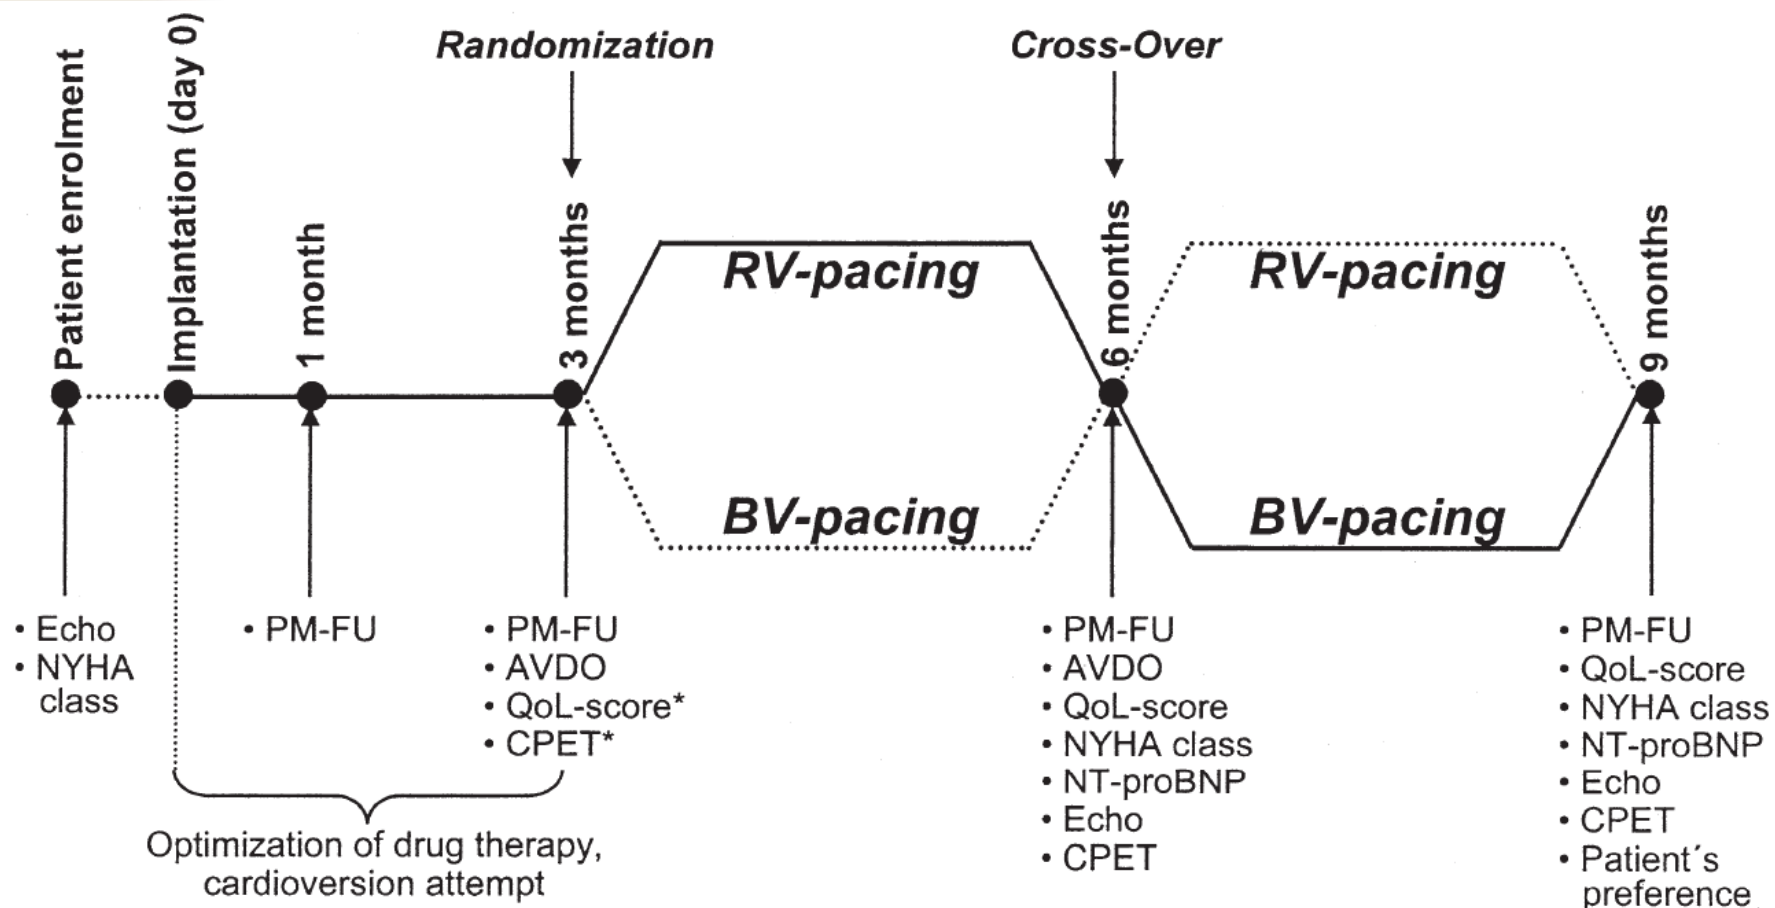 Randomization
Cross-Over
Patient enrolment
Implantation (day 0)
1 month
3 months
6 months
9 months
RV-pacing
RV-pacing
BV-pacing
BV-pacing
• Echo
• NYHA
class
• PM-FU
• PM-FU
• AVDO
• QoL-score*
• CPET*
• PM-FU
• AVDO
• QoL-score
• NYHA class
• NT-proBNP
• Echo
• CPET
• PM-FU
• QoL-score
• NYHA class
• NT-proBNP
• Echo
• CPET
• Patient´s
preference
Optimization of drug therapy,
cardioversion attempt